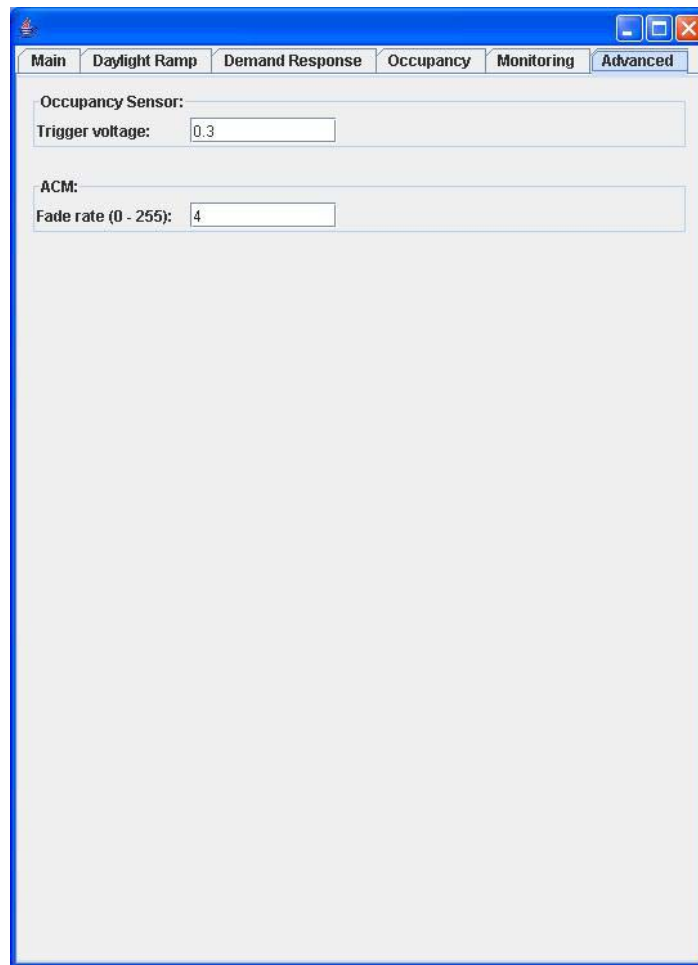 Main Daylight Ramp Demand Response Occupancy Monitoring Advanced
Occupancy Sensor:
Trigger voltage: 0.3
ACM:
Fade rate (0 - 255): 4